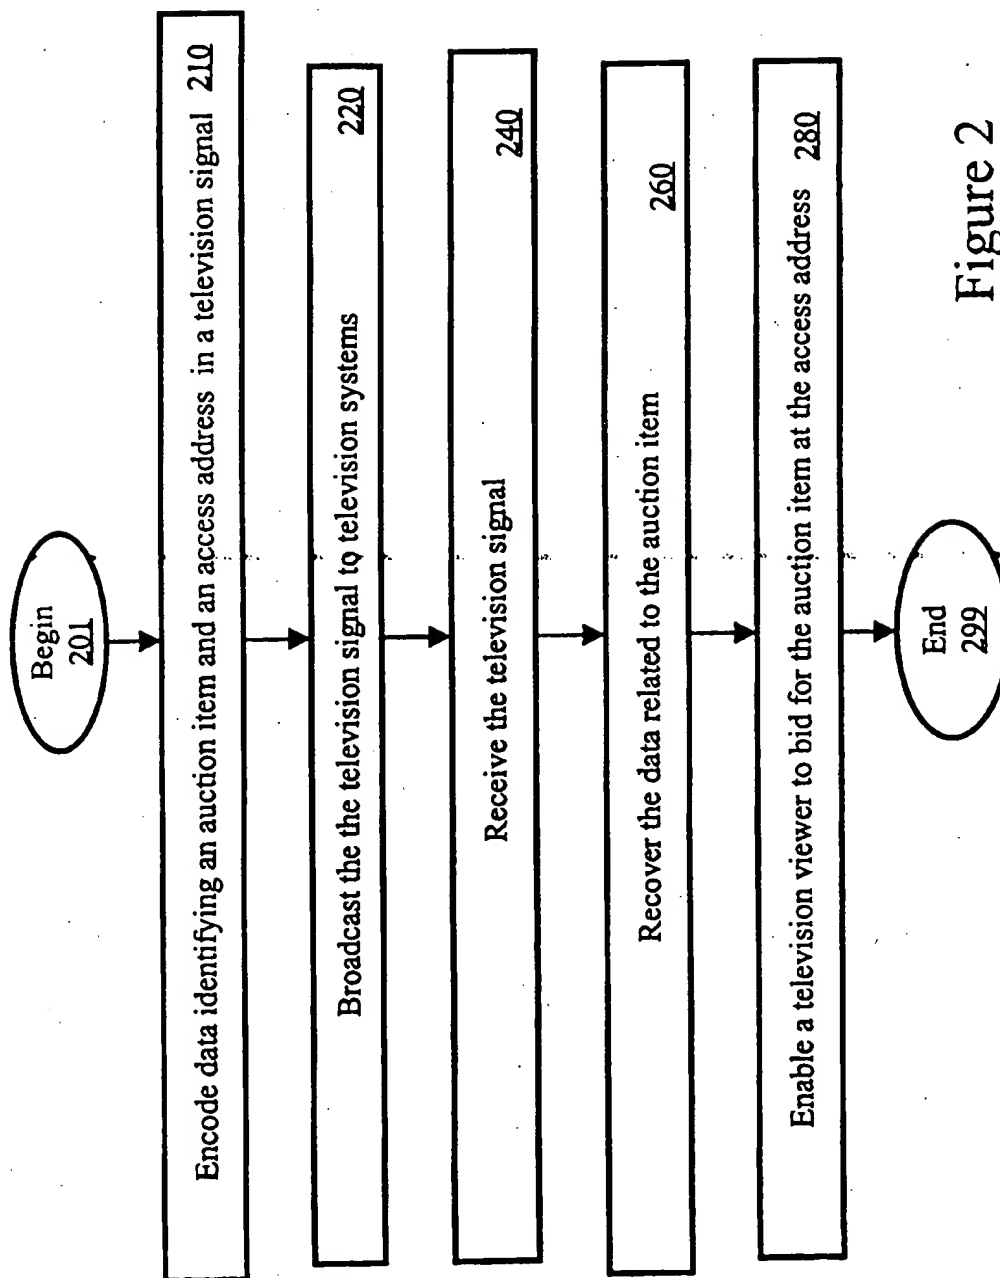 Begin
201
Encode data identifying an auction item and an access address in a television signal 210
Broadcast the the television signal to television systems 220
Receive the television signal 240
Recover the data related to the auction item 260
Enable a television viewer to bid for the auction item at the access address 280
End
299
Figure 2